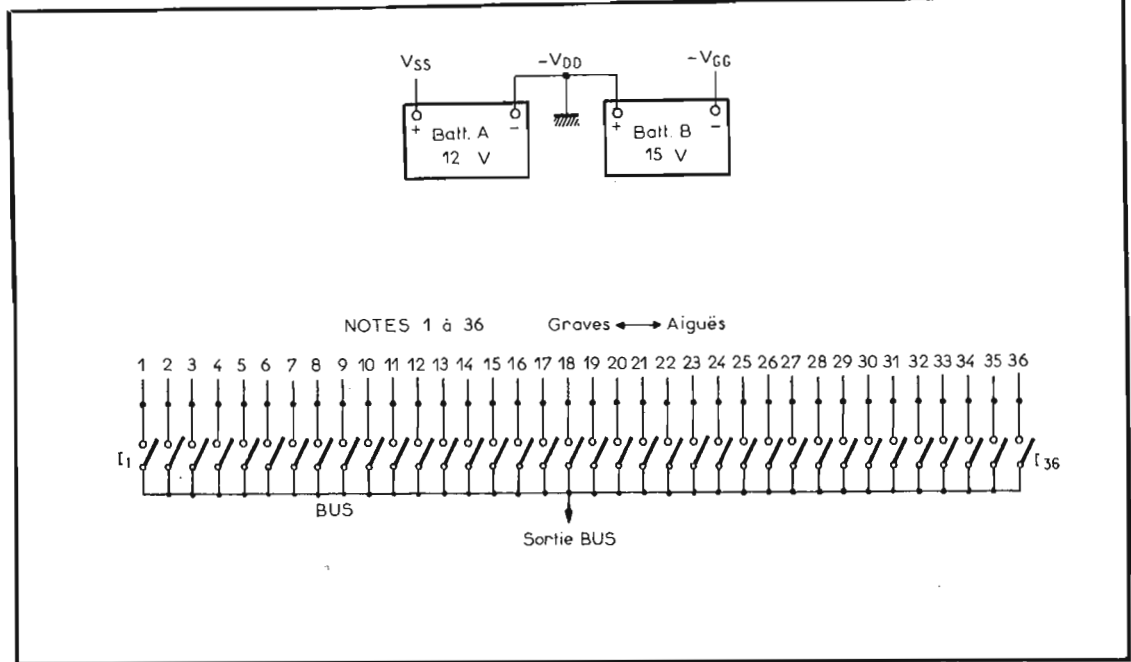 VSS -VDD -VGG
+ Batt. A - + Batt. B -
12 V 15 V
NOTES 1 à 36 Graves Aiguës
1 2 3 4 5 6 7 8 9 10 11 12 13 14 15 16 17 18 19 20 21 22 23 24 25 26 27 28 29 30 31 32 33 34 35 36
I1 I36
BUS
Sortie BUS